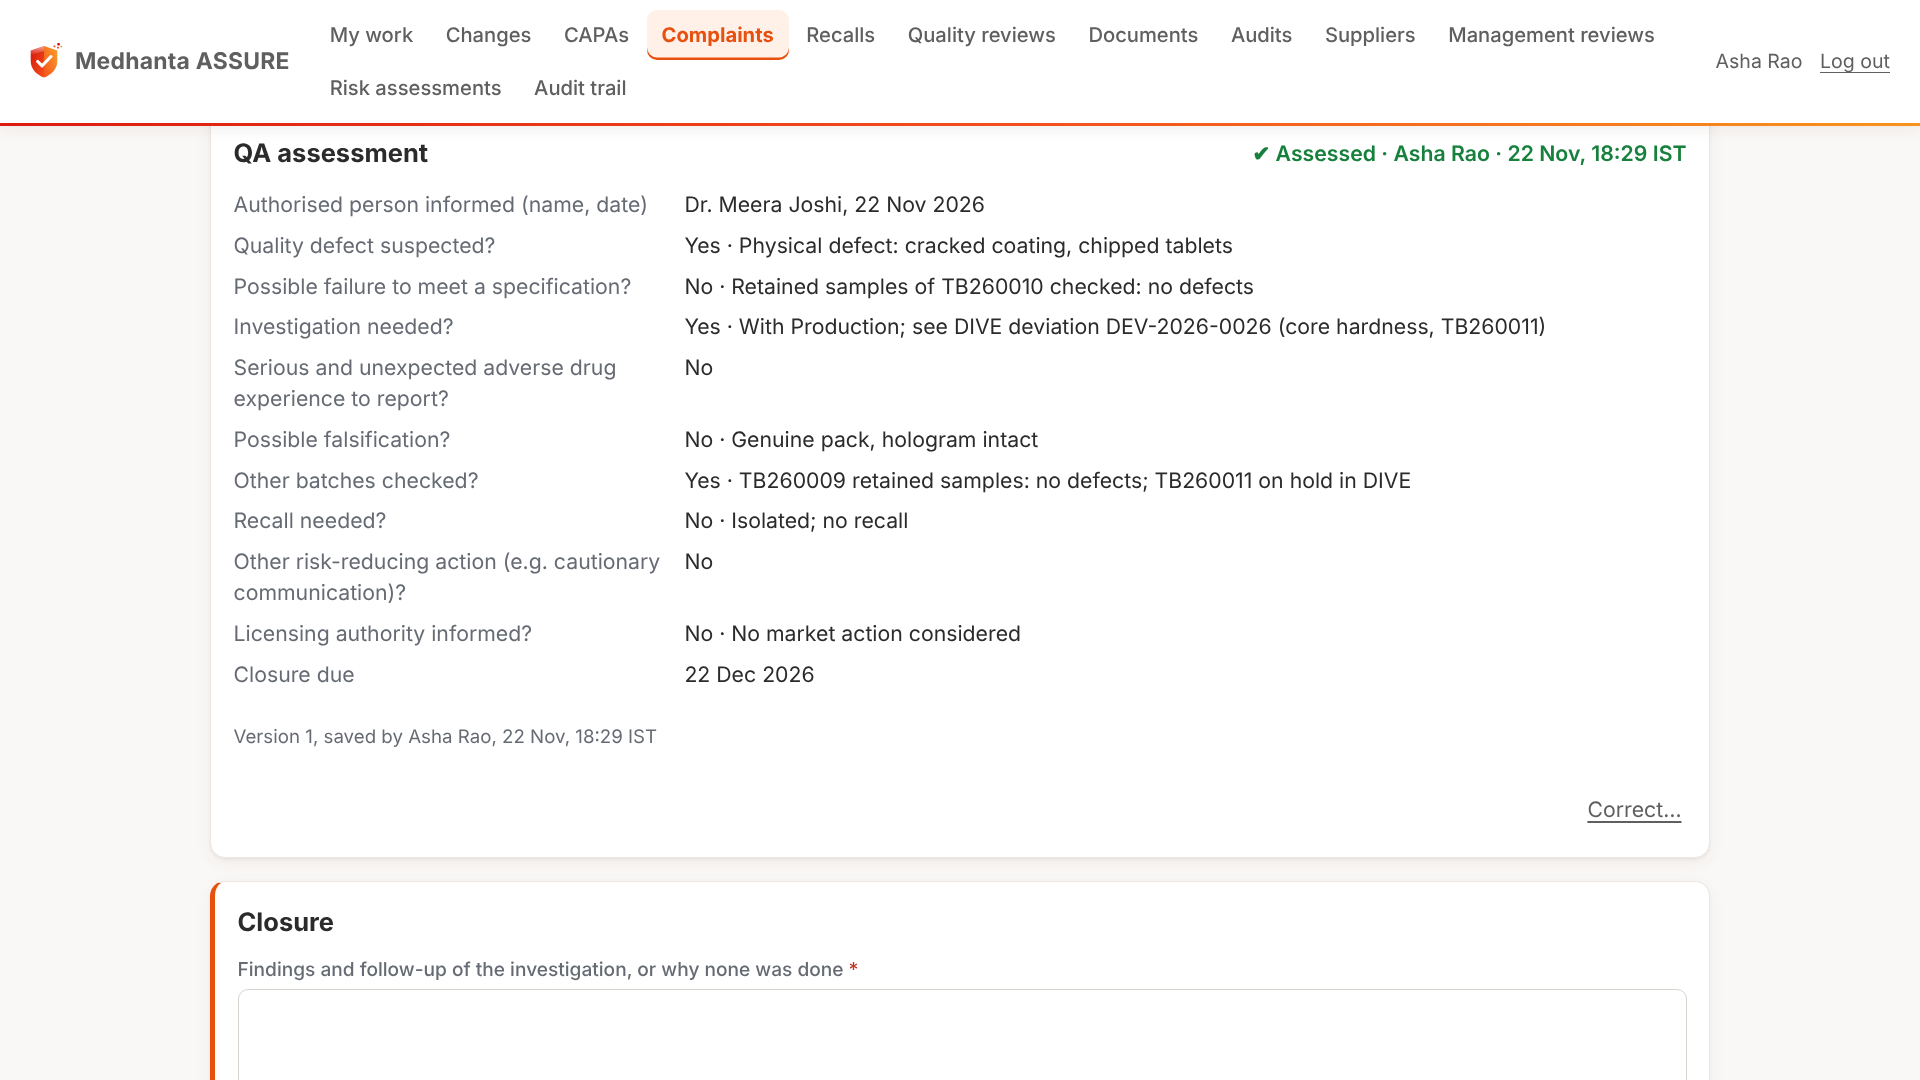 Medhanta ASSURE
My work
Changes
CAPAs
Complaints
Recalls
Quality reviews
Documents
Audits
Suppliers
Management reviews
Risk assessments
Audit trail
Asha Rao
Log out
QA assessment
✔ Assessed · Asha Rao · 22 Nov, 18:29 IST
Authorised person informed (name, date)
Dr. Meera Joshi, 22 Nov 2026
Quality defect suspected?
Yes · Physical defect: cracked coating, chipped tablets
Possible failure to meet a specification?
No · Retained samples of TB260010 checked: no defects
Investigation needed?
Yes · With Production; see DIVE deviation DEV-2026-0026 (core hardness, TB260011)
Serious and unexpected adverse drug
experience to report?
No
Possible falsification?
No · Genuine pack, hologram intact
Other batches checked?
Yes · TB260009 retained samples: no defects; TB260011 on hold in DIVE
Recall needed?
No · Isolated; no recall
Other risk-reducing action (e.g. cautionary
communication)?
No
Licensing authority informed?
No · No market action considered
Closure due
22 Dec 2026
Version 1, saved by Asha Rao, 22 Nov, 18:29 IST
Correct...
Closure
Findings and follow-up of the investigation, or why none was done *